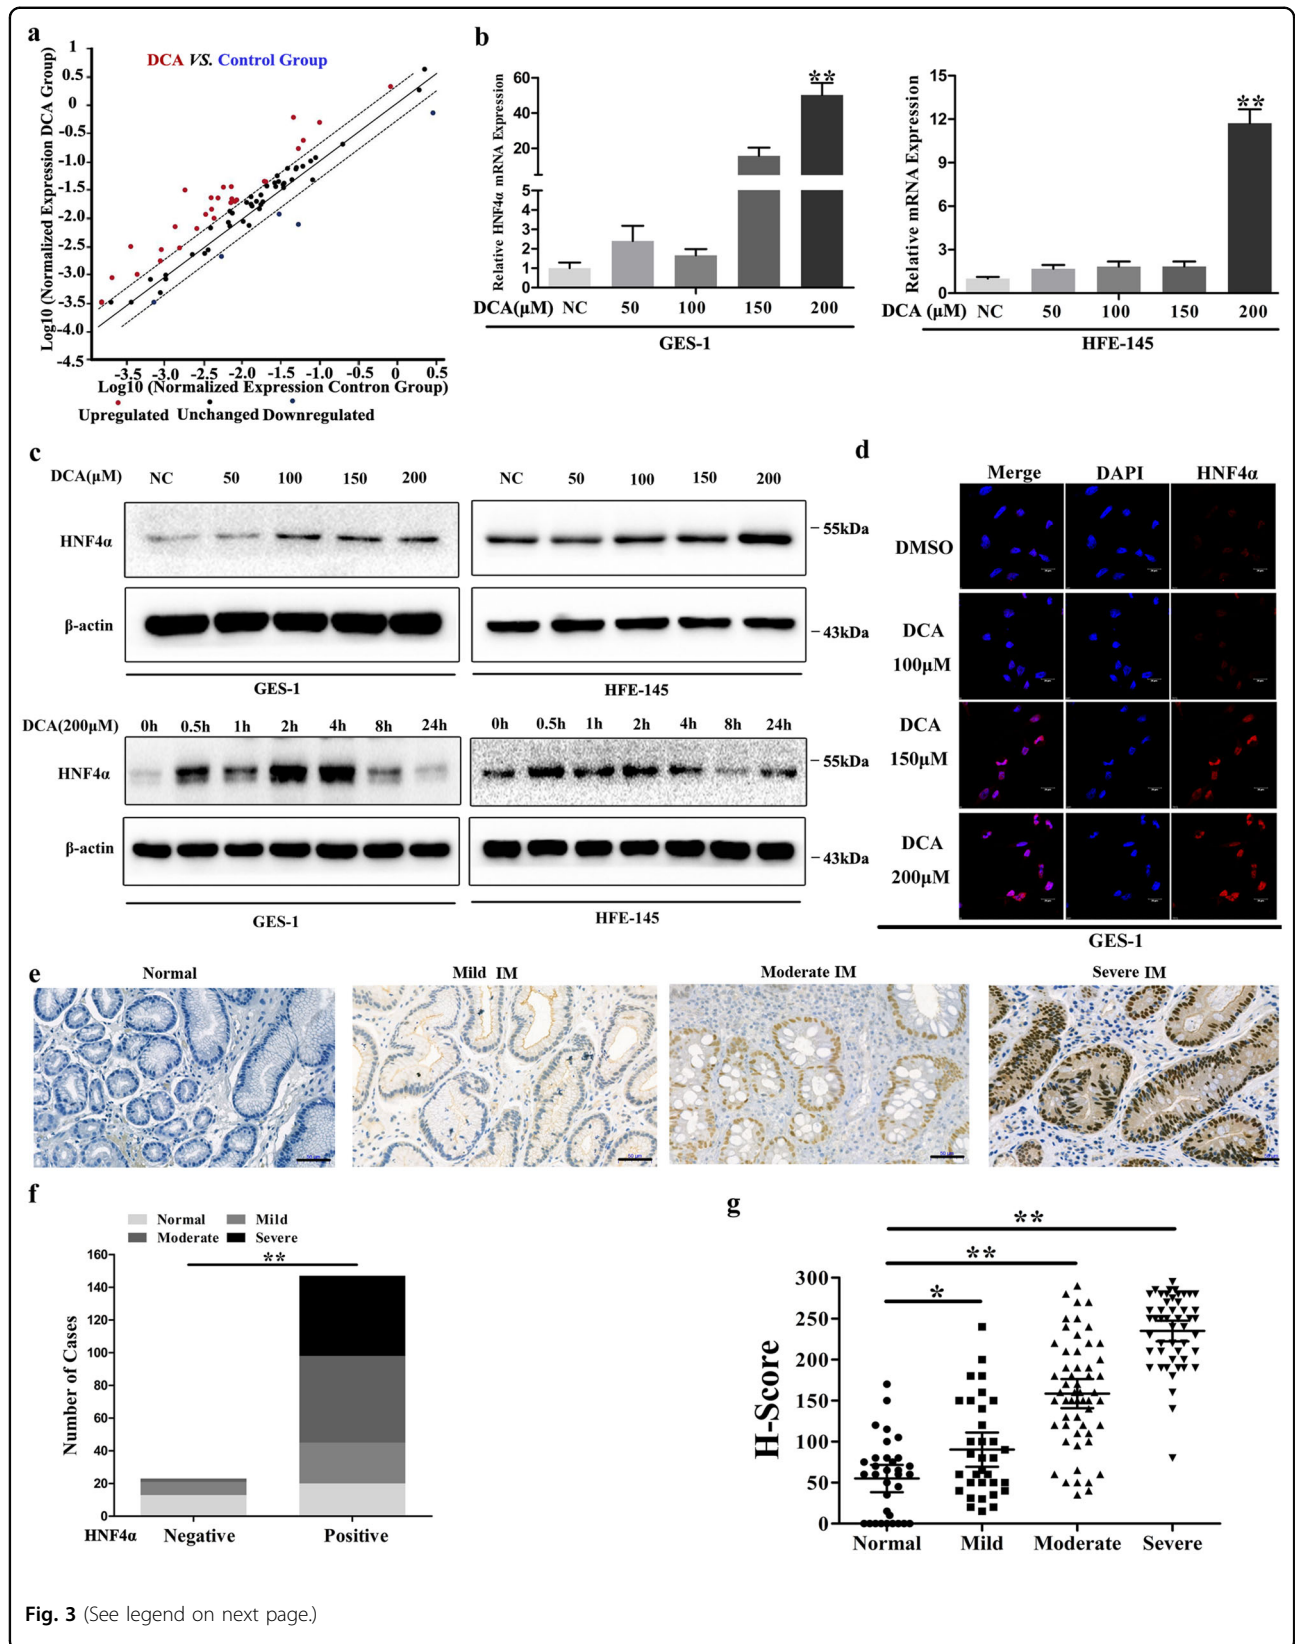 a
DCA VS. Control Group
Log10 (Normalized Expression DCA Group)
1
0.5
0
-0.5
-1.0
-1.5
-2.0
-2.5
-3.0
-3.5
-4.0
-4.5
-3.5 -3.0 -2.5 -2.0 -1.5 -1.0 0 0.5
Log10 (Normalized Expression Contron Group)
Upregulated Unchanged Downregulated
b
Relative HNF4α mRNA Expression
60
40
20
5
4
3
2
1
0
**
DCA(μM) NC 50 100 150 200
GES-1
Relative mRNA Expression
15
12
9
6
3
0
**
DCA (μM) NC 50 100 150 200
HFE-145
c
DCA(μM) NC 50 100 150 200 NC 50 100 150 200
HNF4α
55kDa
β-actin
43kDa
GES-1 HFE-145
DCA(200μM) 0h 0.5h 1h 2h 4h 8h 24h 0h 0.5h 1h 2h 4h 8h 24h
HNF4α
55kDa
β-actin
43kDa
GES-1 HFE-145
d
Merge DAPI HNF4α
DMSO
DCA
100μM
DCA
150μM
DCA
200μM
GES-1
e
Normal Mild IM Moderate IM Severe IM
f
Normal Mild
Moderate Severe
**
Number of Cases
160
140
120
100
80
60
40
20
0
HNF4α Negative Positive
g
**
**
*
H-Score
300
250
200
150
100
50
0
Normal Mild Moderate Severe
Fig. 3 (See legend on next page.)